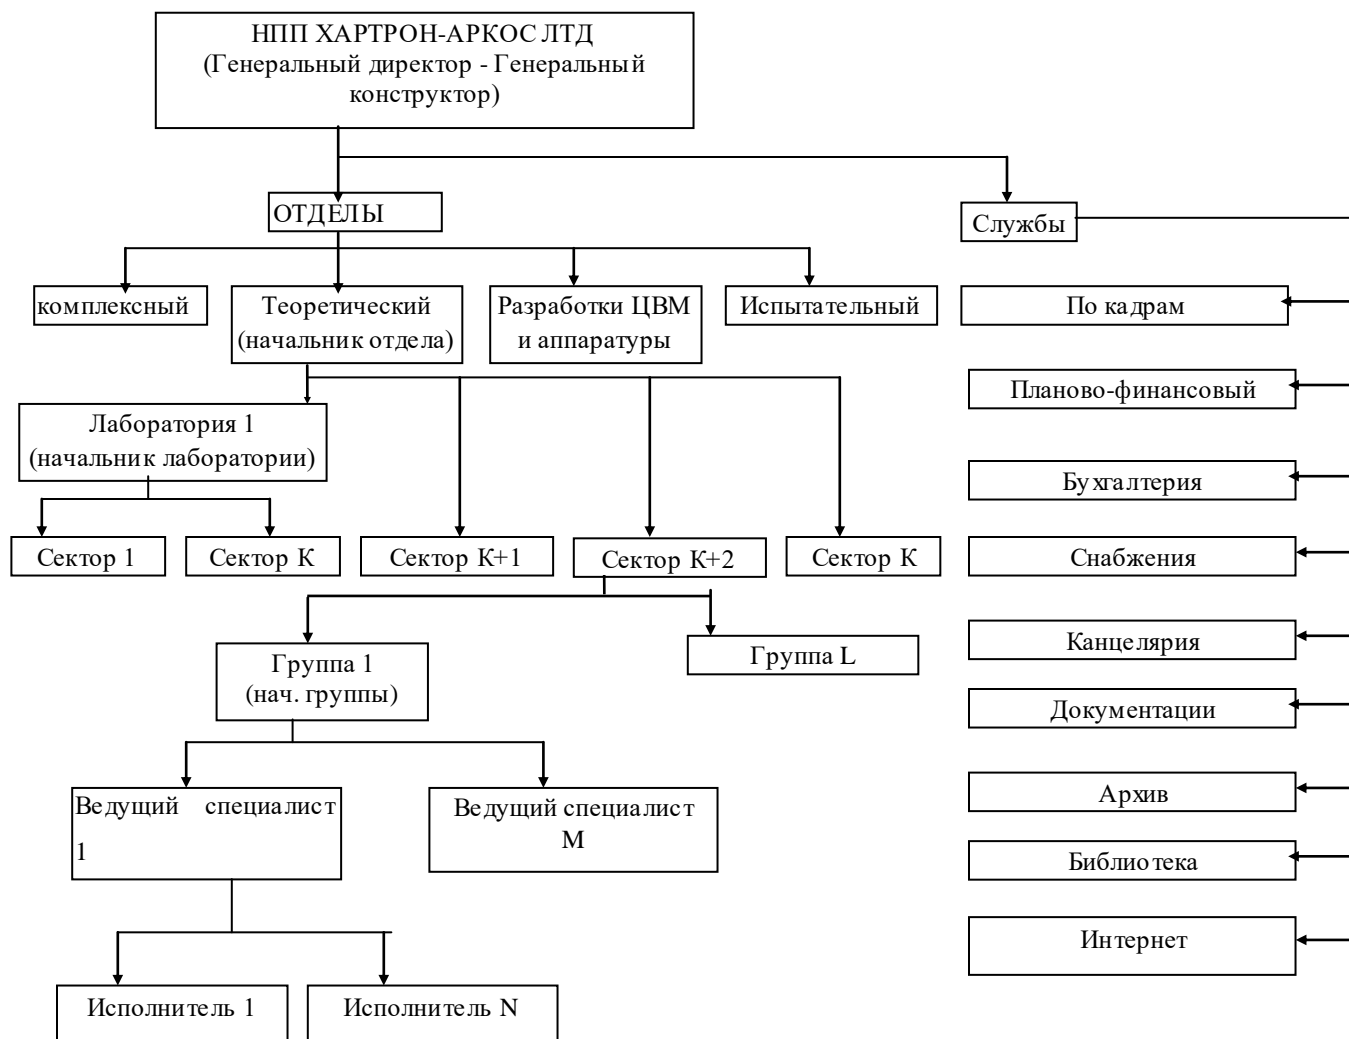 НПП ХАРТРОН-АРКОС ЛТД
(Генеральный директор - Генеральный
конструктор)
ОТДЕЛЫ
Службы
комплексный
Теоретический
(начальник отдела)
Разработки ЦВМ
и аппаратуры
Испытательный
По кадрам
Планово-финансовый
Лаборатория 1
(начальник лаборатории)
Бухгалтерия
Сектор 1
Сектор К
Сектор К+1
Сектор К+2
Сектор К
Снабжения
Группа 1
(нач. группы)
Группа L
Канцелярия
Документации
Ведущий специалист
1
Ведущий специалист
М
Архив
Библиотека
Интернет
Исполнитель 1
Исполнитель N